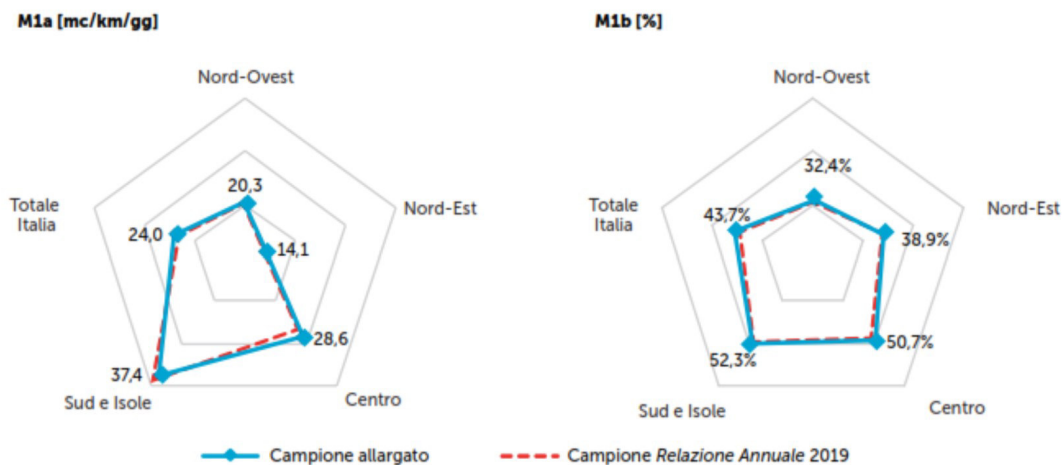 M1a [mc/km/gg]
Nord-Ovest
20,3
Nord-Est
14,1
28,6
Centro
37,4
Sud e Isole
24,0
Totale
Italia
M1b [%]
Nord-Ovest
32,4%
Nord-Est
38,9%
50,7%
Centro
52,3%
Sud e Isole
43,7%
Totale
Italia
Campione allargato
Campione Relazione Annuale 2019